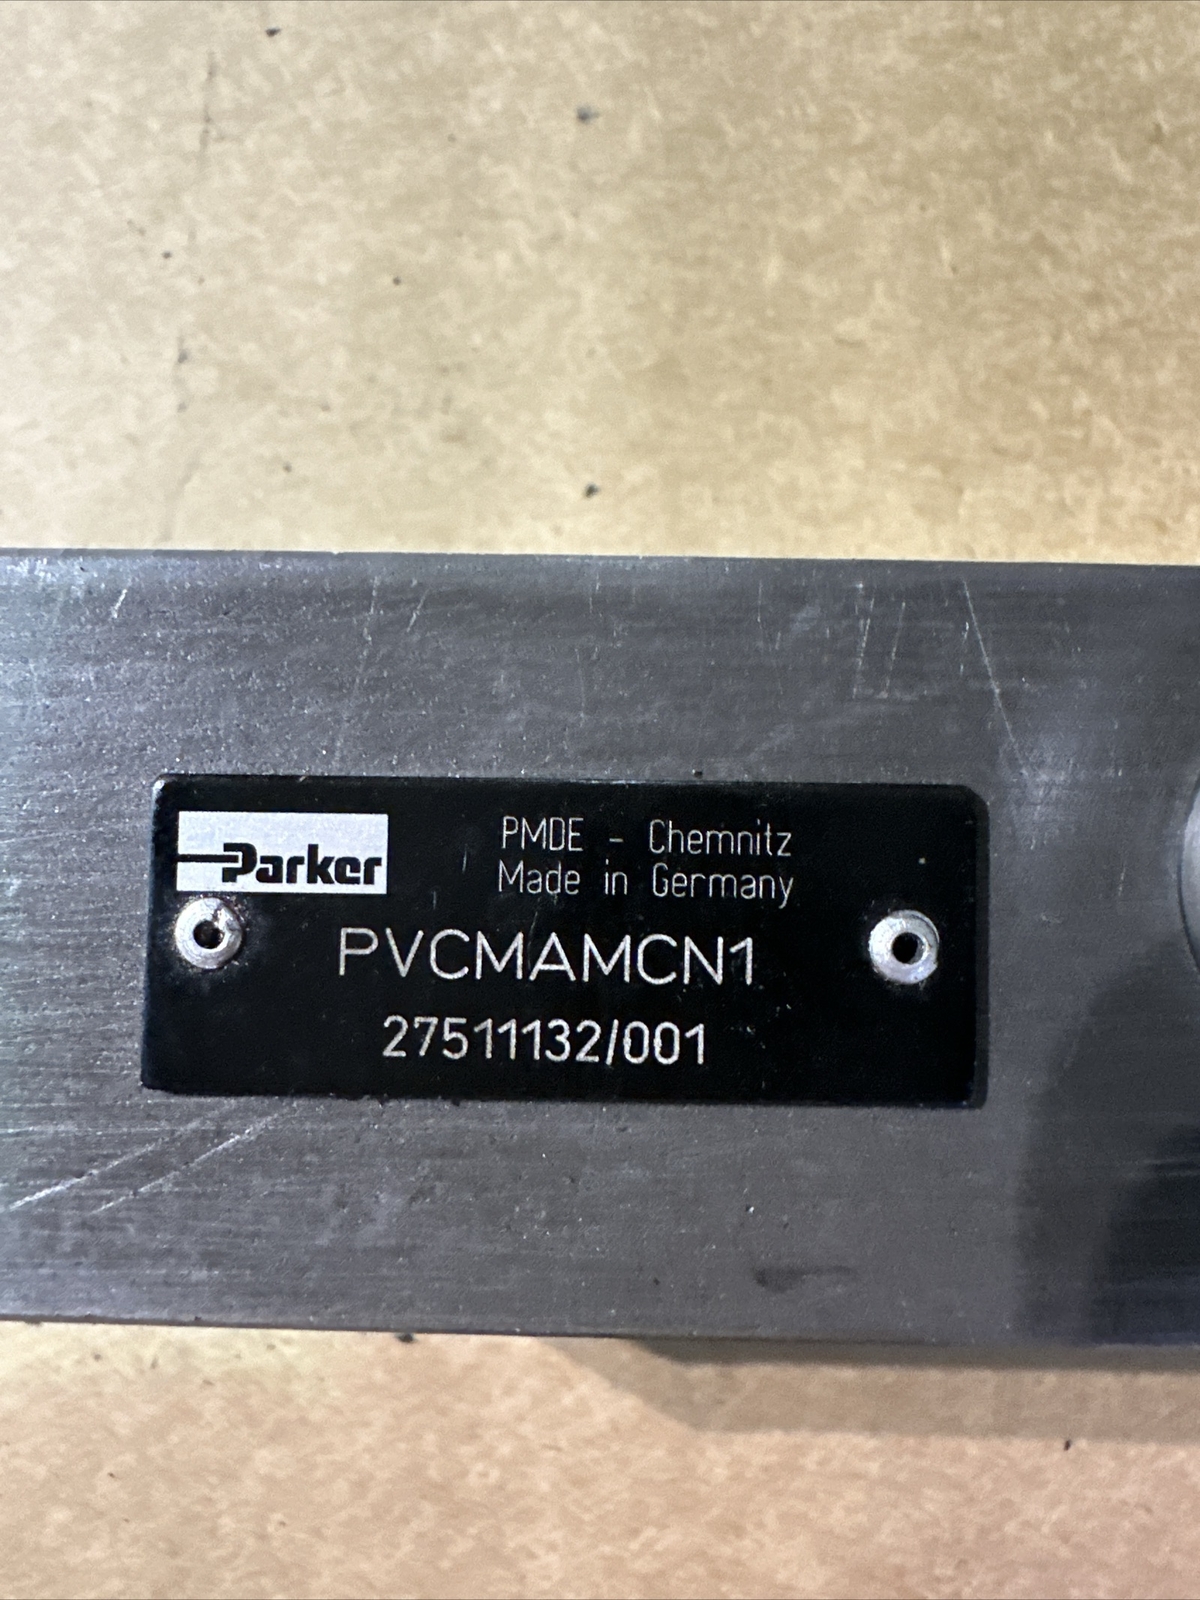 Parker
PMDE - Chemnitz
Made in Germany
PVCMAMCN1
27511132/001